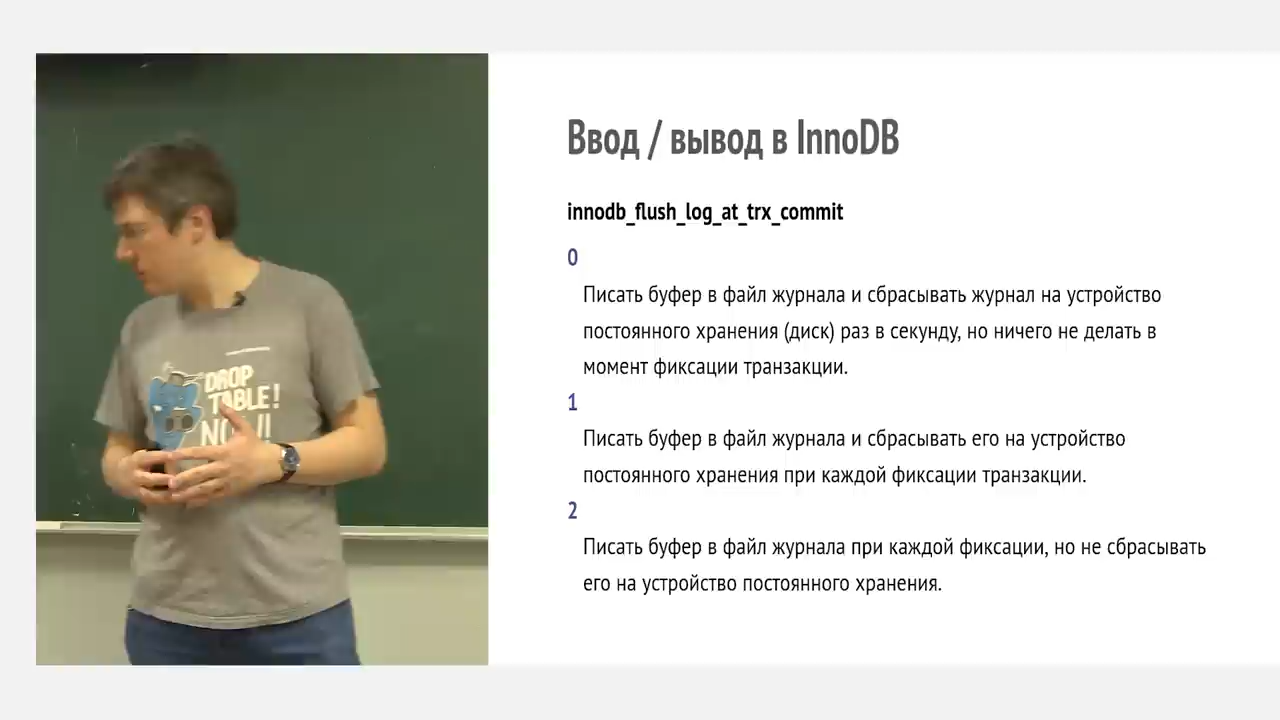 Ввод / вывод в InnoDB
innodb_flush_log_at_trx_commit
0
Писать буфер в файл журнала и сбрасывать журнал на устройство
постоянного хранения (диск) раз в секунду, но ничего не делать в
момент фиксации транзакции.
1
Писать буфер в файл журнала и сбрасывать его на устройство
постоянного хранения при каждой фиксации транзакции.
2
Писать буфер в файл журнала при каждой фиксации, но не сбрасывать
его на устройство постоянного хранения.
DROP
TABLE!